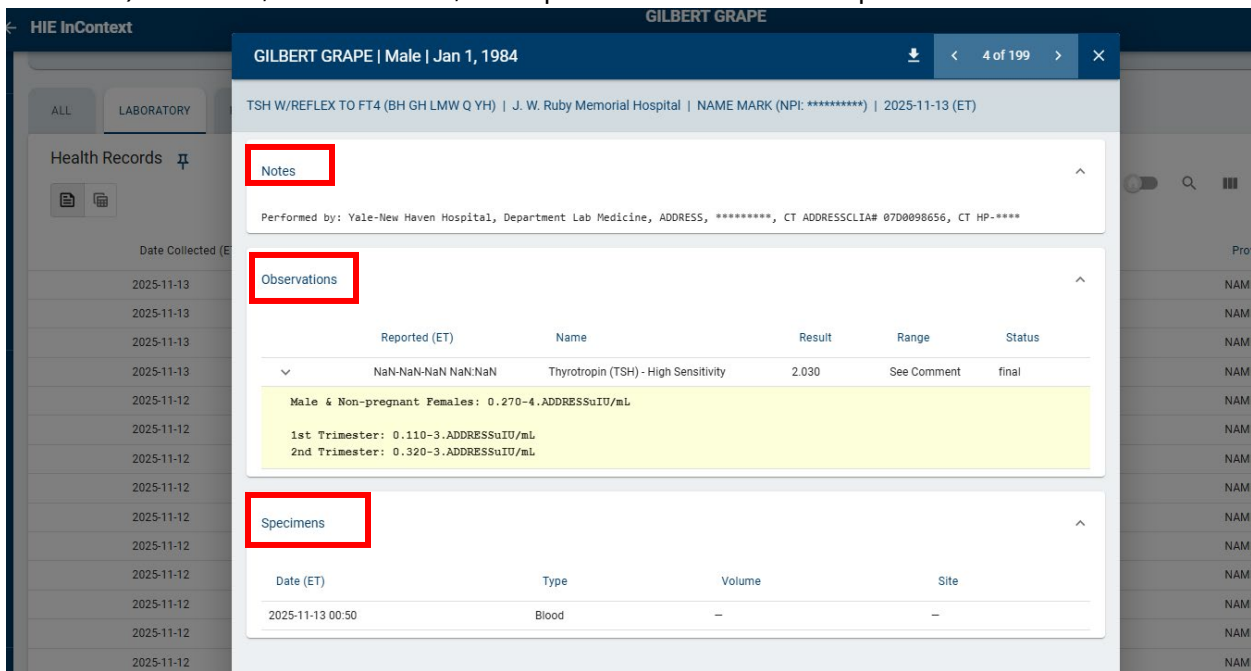 GILBERT GRAPE
HIE InContext
GILBERT GRAPE | Male | Jan 1, 1984
4 of 199
TSH W/REFLEX TO FT4 (BH GH LMW Q YH) | J. W. Ruby Memorial Hospital | NAME MARK (NPI: **********) | 2025-11-13 (ET)
ALL LABORATORY
Health Records
Notes
Performed by: Yale-New Haven Hospital, Department Lab Medicine, ADDRESS, *********, CT ADDRESSCLIA# 07D0098656, CT HP-****
Date Collected (E Pro
Observations
2025-11-13 NAM
2025-11-13 NAM
Reported (ET) Name Result Range Status
2025-11-13 NAM
NaN-NaN-NaN NaN:NaN Thyrotropin (TSH) - High Sensitivity 2.030 See Comment final
2025-11-13 NAM
Male & Non-pregnant Females: 0.270-4.ADDRESSuIU/mL
2025-11-12 NAM
1st Trimester: 0.110-3.ADDRESSuIU/mL
2025-11-12 NAM
2nd Trimester: 0.320-3.ADDRESSuIU/mL
2025-11-12 NAM
2025-11-12 NAM
Specimens
2025-11-12 NAM
2025-11-12 NAM
Date (ET) Type Volume Site
2025-11-12 NAM
2025-11-12 NAM
2025-11-13 00:50 Blood – –
2025-11-12 NAM
2025-11-12 NAM